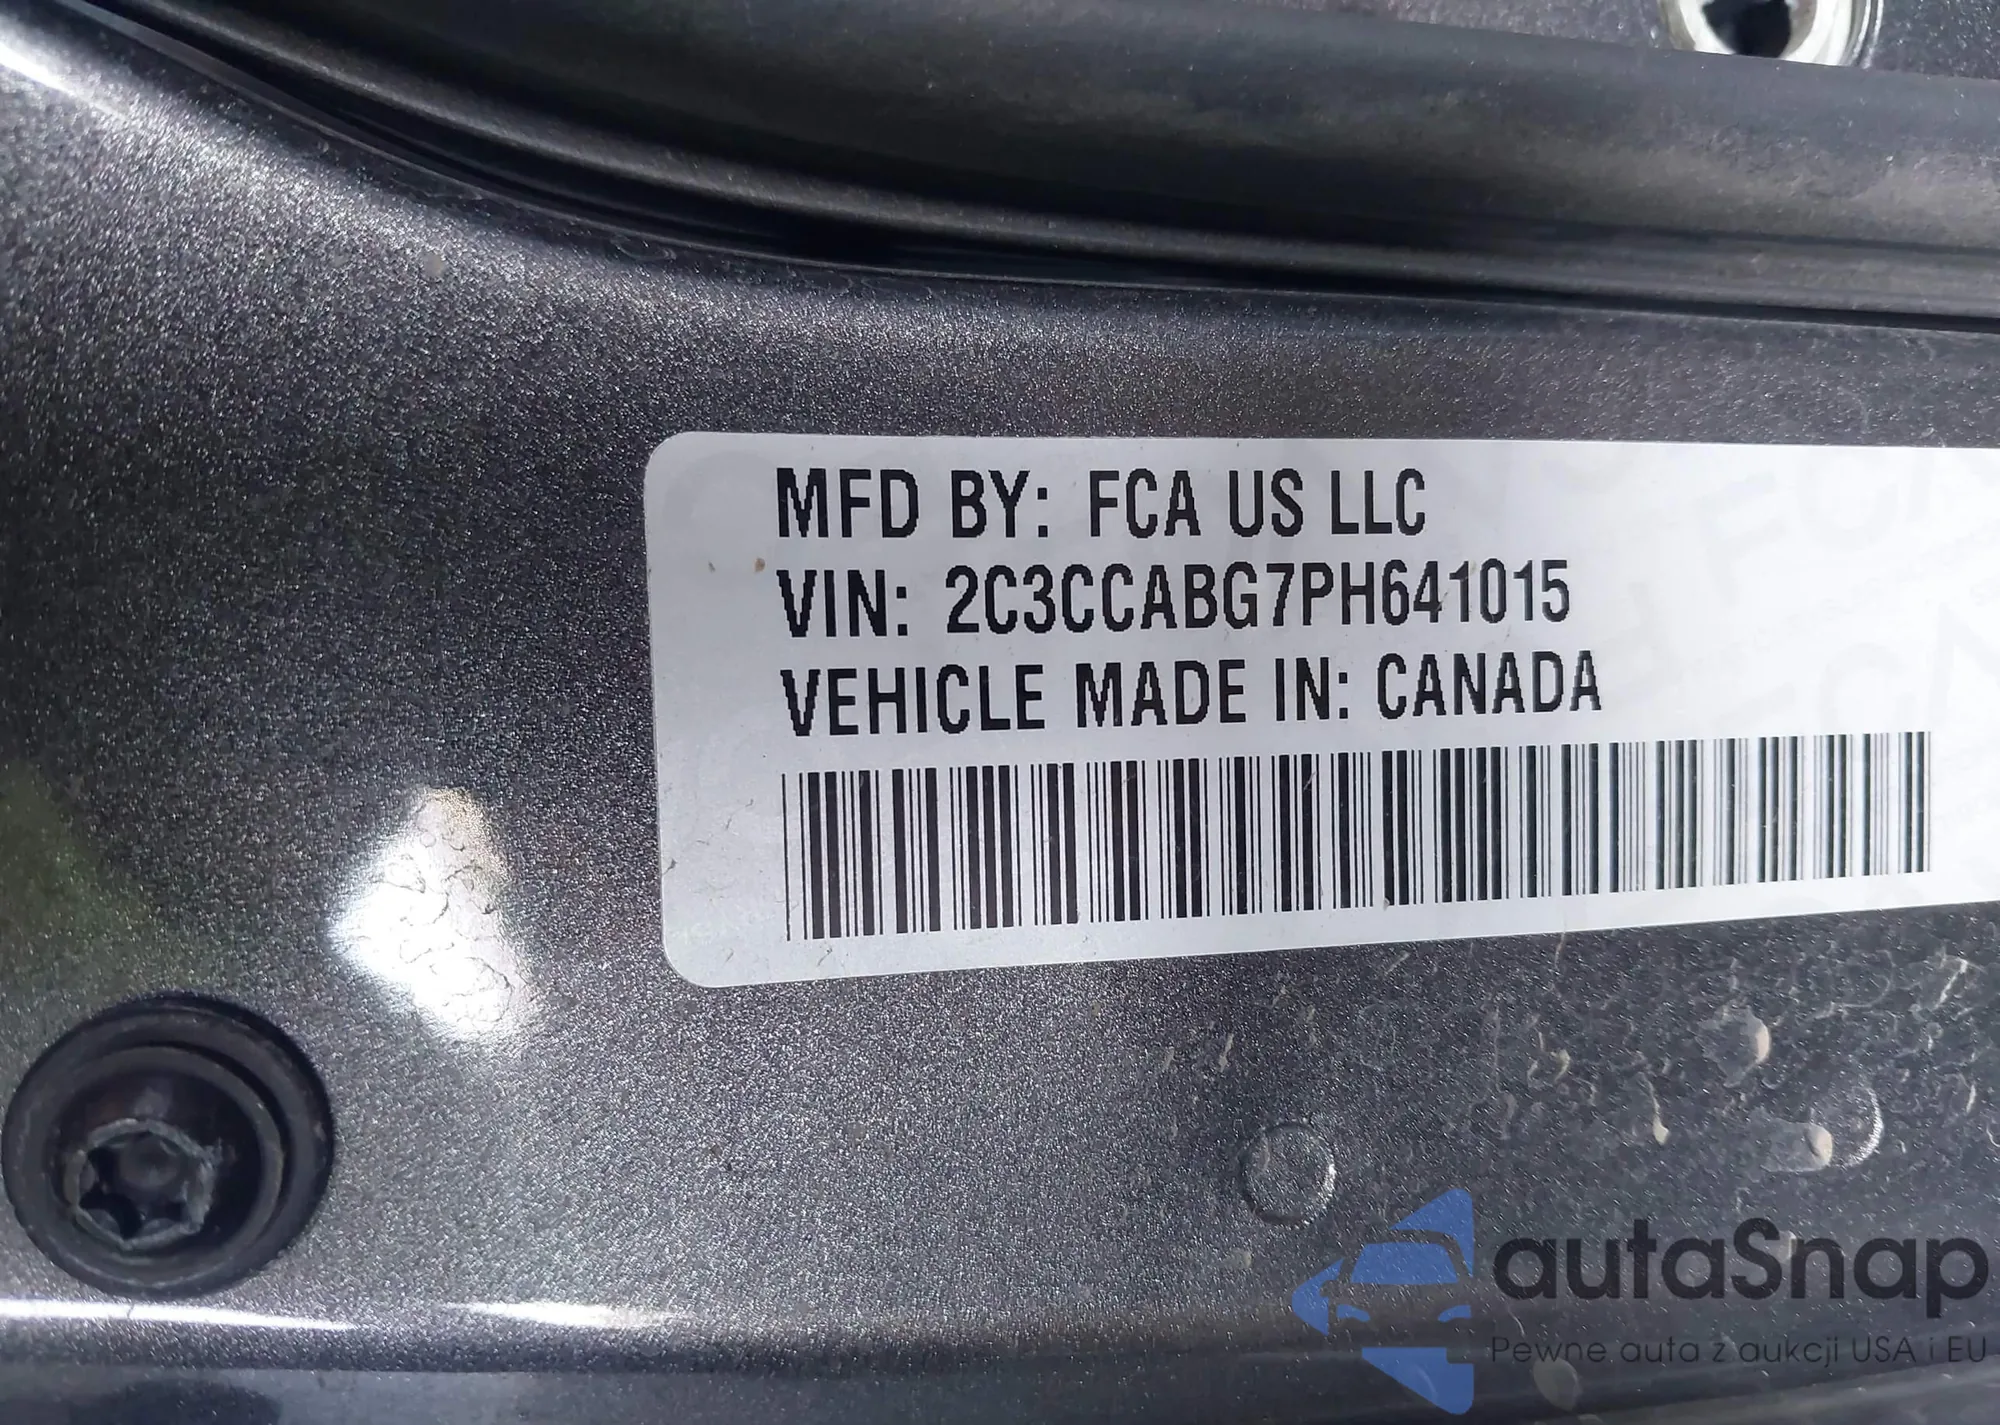 MFD BY: FCA US LLC
VIN: 2C3CCABG7PH641015
VEHICLE MADE IN: CANADA
autaSnap
Pewne auta z aukcji USA i EU